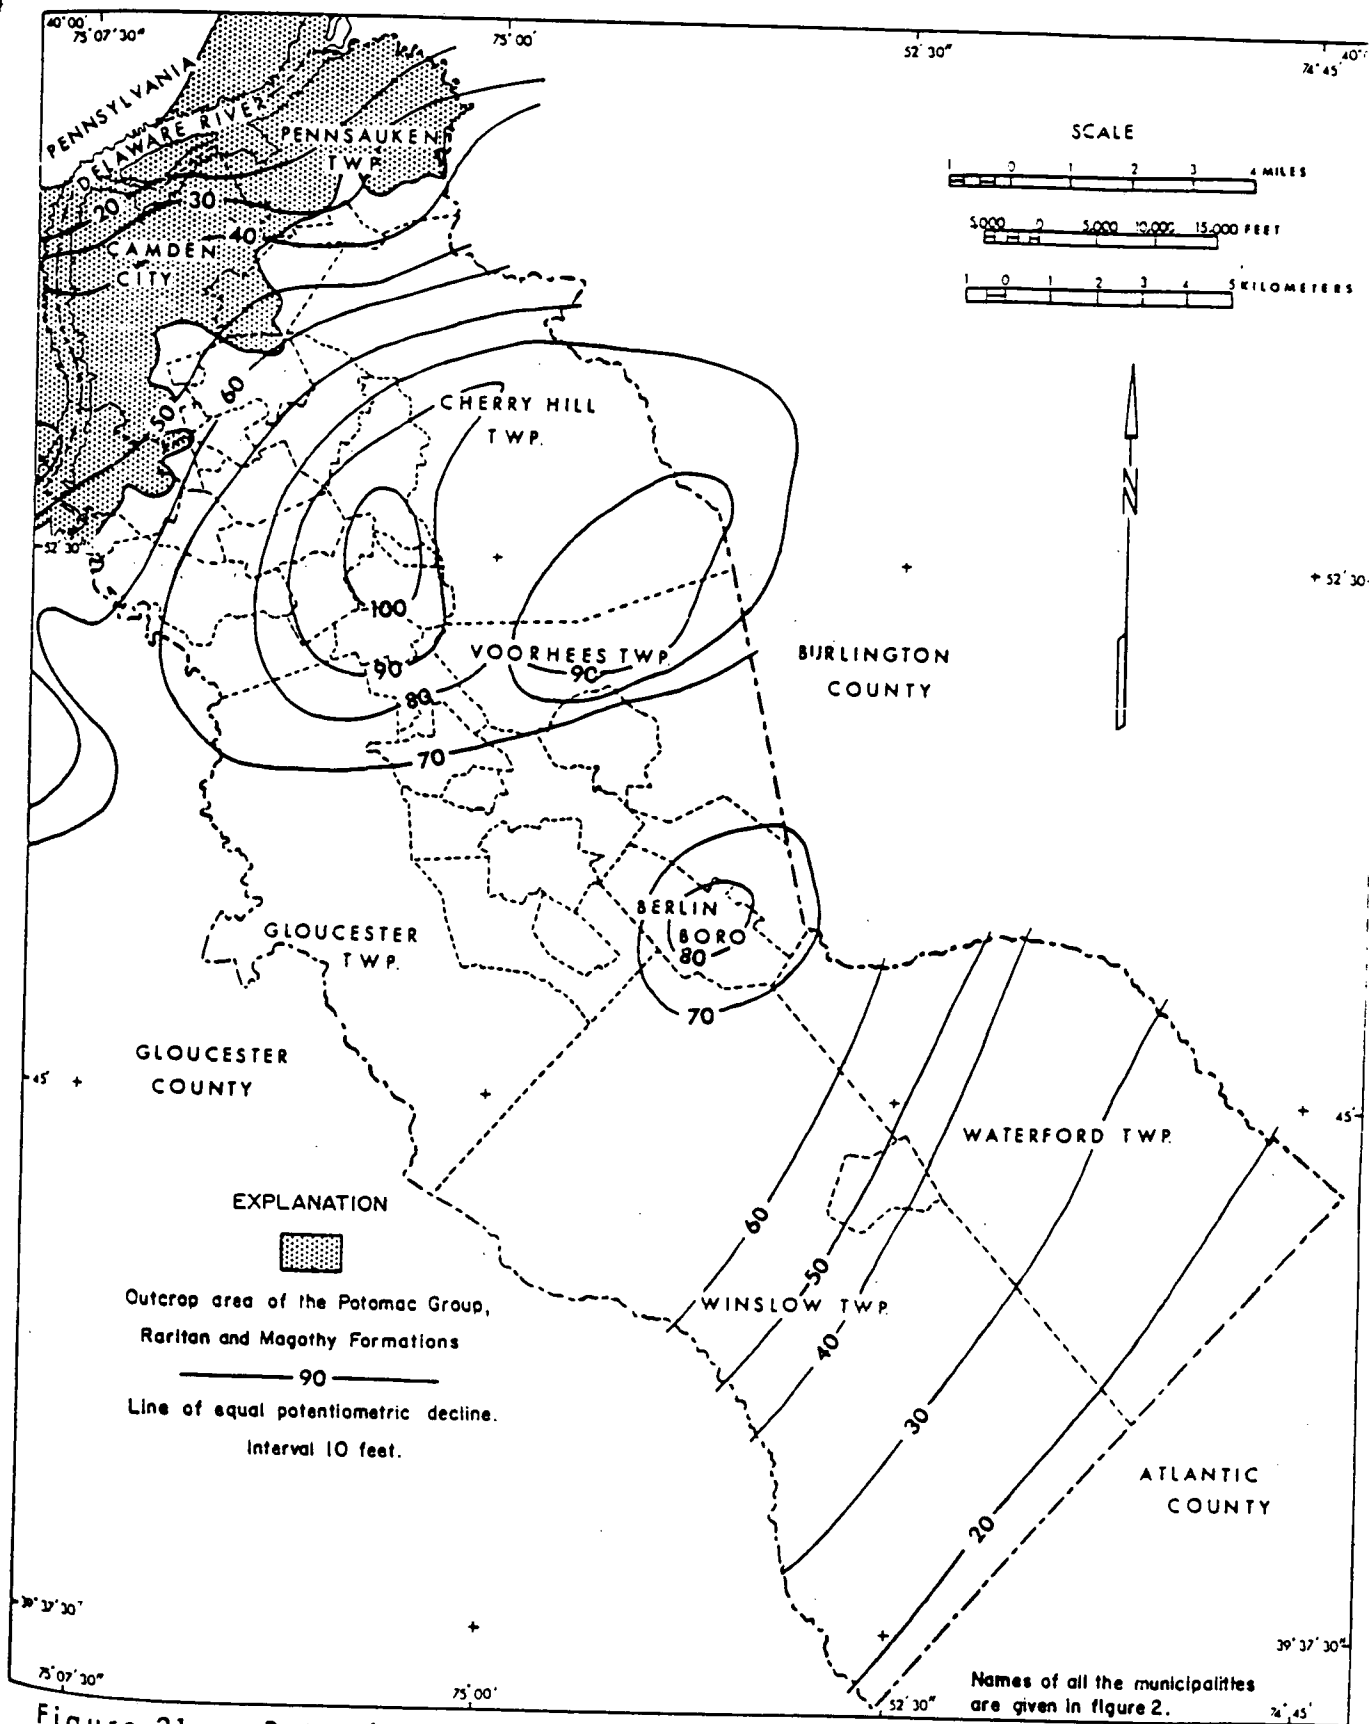 40°00'
75°07'30"
75°00'
52'30"
74°45'
PENNSYLVANIA
DELAWARE RIVER
PENNSAUKEN
TWP.
SCALE
1 0 1 2 3 4 MILES
5,000 0 5,000 10,000 15,000 FEET
1 0 1 2 3 4 5 KILOMETERS
20
30
40
CAMDEN
CITY
60
50
CHERRY HILL
TWP.
N
52'30"
52'30"
100
90
VOORHEES TWP.
90
80
70
BURLINGTON
COUNTY
BERLIN
BORO
80
70
GLOUCESTER
TWP.
GLOUCESTER
COUNTY
45'
45'
WATERFORD TWP.
60
50
WINSLOW TWP.
40
30
20
ATLANTIC
COUNTY
EXPLANATION
Outcrop area of the Potomac Group,
Raritan and Magothy Formations
90
Line of equal potentiometric decline.
Interval 10 feet.
39°37'30"
39°37'30"
75°07'30"
75°00'
52'30"
74°45'
Names of all the municipalities
are given in figure 2.
Figure 21